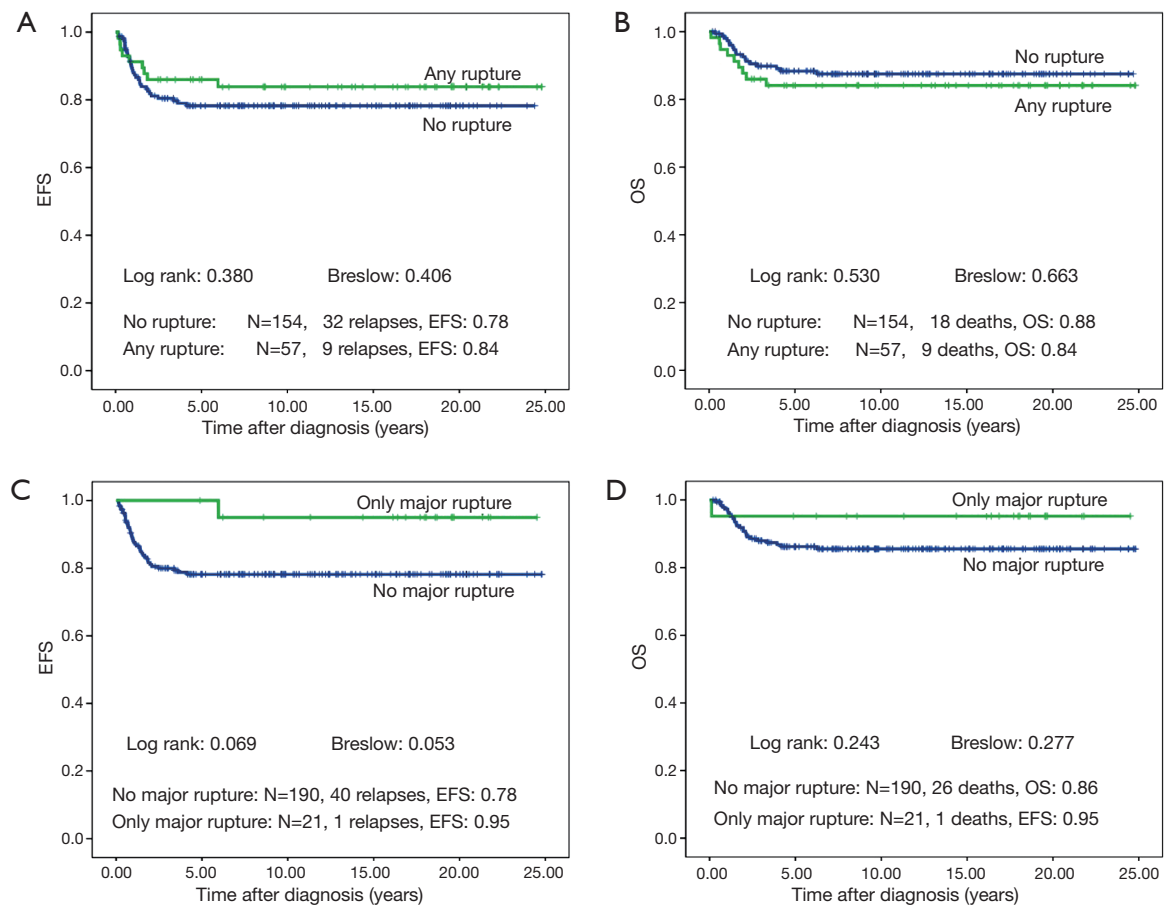 A
1.0
0.8
0.6
0.4
0.2
0.0
EFS
Any rupture
No rupture
Log rank: 0.380 Breslow: 0.406
No rupture: N=154, 32 relapses, EFS: 0.78
Any rupture: N=57, 9 relapses, EFS: 0.84
0.00 5.00 10.00 15.00 20.00 25.00
Time after diagnosis (years)
B
1.0
0.8
0.6
0.4
0.2
0.0
OS
No rupture
Any rupture
Log rank: 0.530 Breslow: 0.663
No rupture: N=154, 18 deaths, OS: 0.88
Any rupture: N=57, 9 deaths, OS: 0.84
0.00 5.00 10.00 15.00 20.00 25.00
Time after diagnosis (years)
C
1.0
0.8
0.6
0.4
0.2
0.0
EFS
Only major rupture
No major rupture
Log rank: 0.069 Breslow: 0.053
No major rupture: N=190, 40 relapses, EFS: 0.78
Only major rupture: N=21, 1 relapses, EFS: 0.95
0.00 5.00 10.00 15.00 20.00 25.00
Time after diagnosis (years)
D
1.0
0.8
0.6
0.4
0.2
0.0
OS
Only major rupture
No major rupture
Log rank: 0.243 Breslow: 0.277
No major rupture: N=190, 26 deaths, OS: 0.86
Only major rupture: N=21, 1 deaths, EFS: 0.95
0.00 5.00 10.00 15.00 20.00 25.00
Time after diagnosis (years)